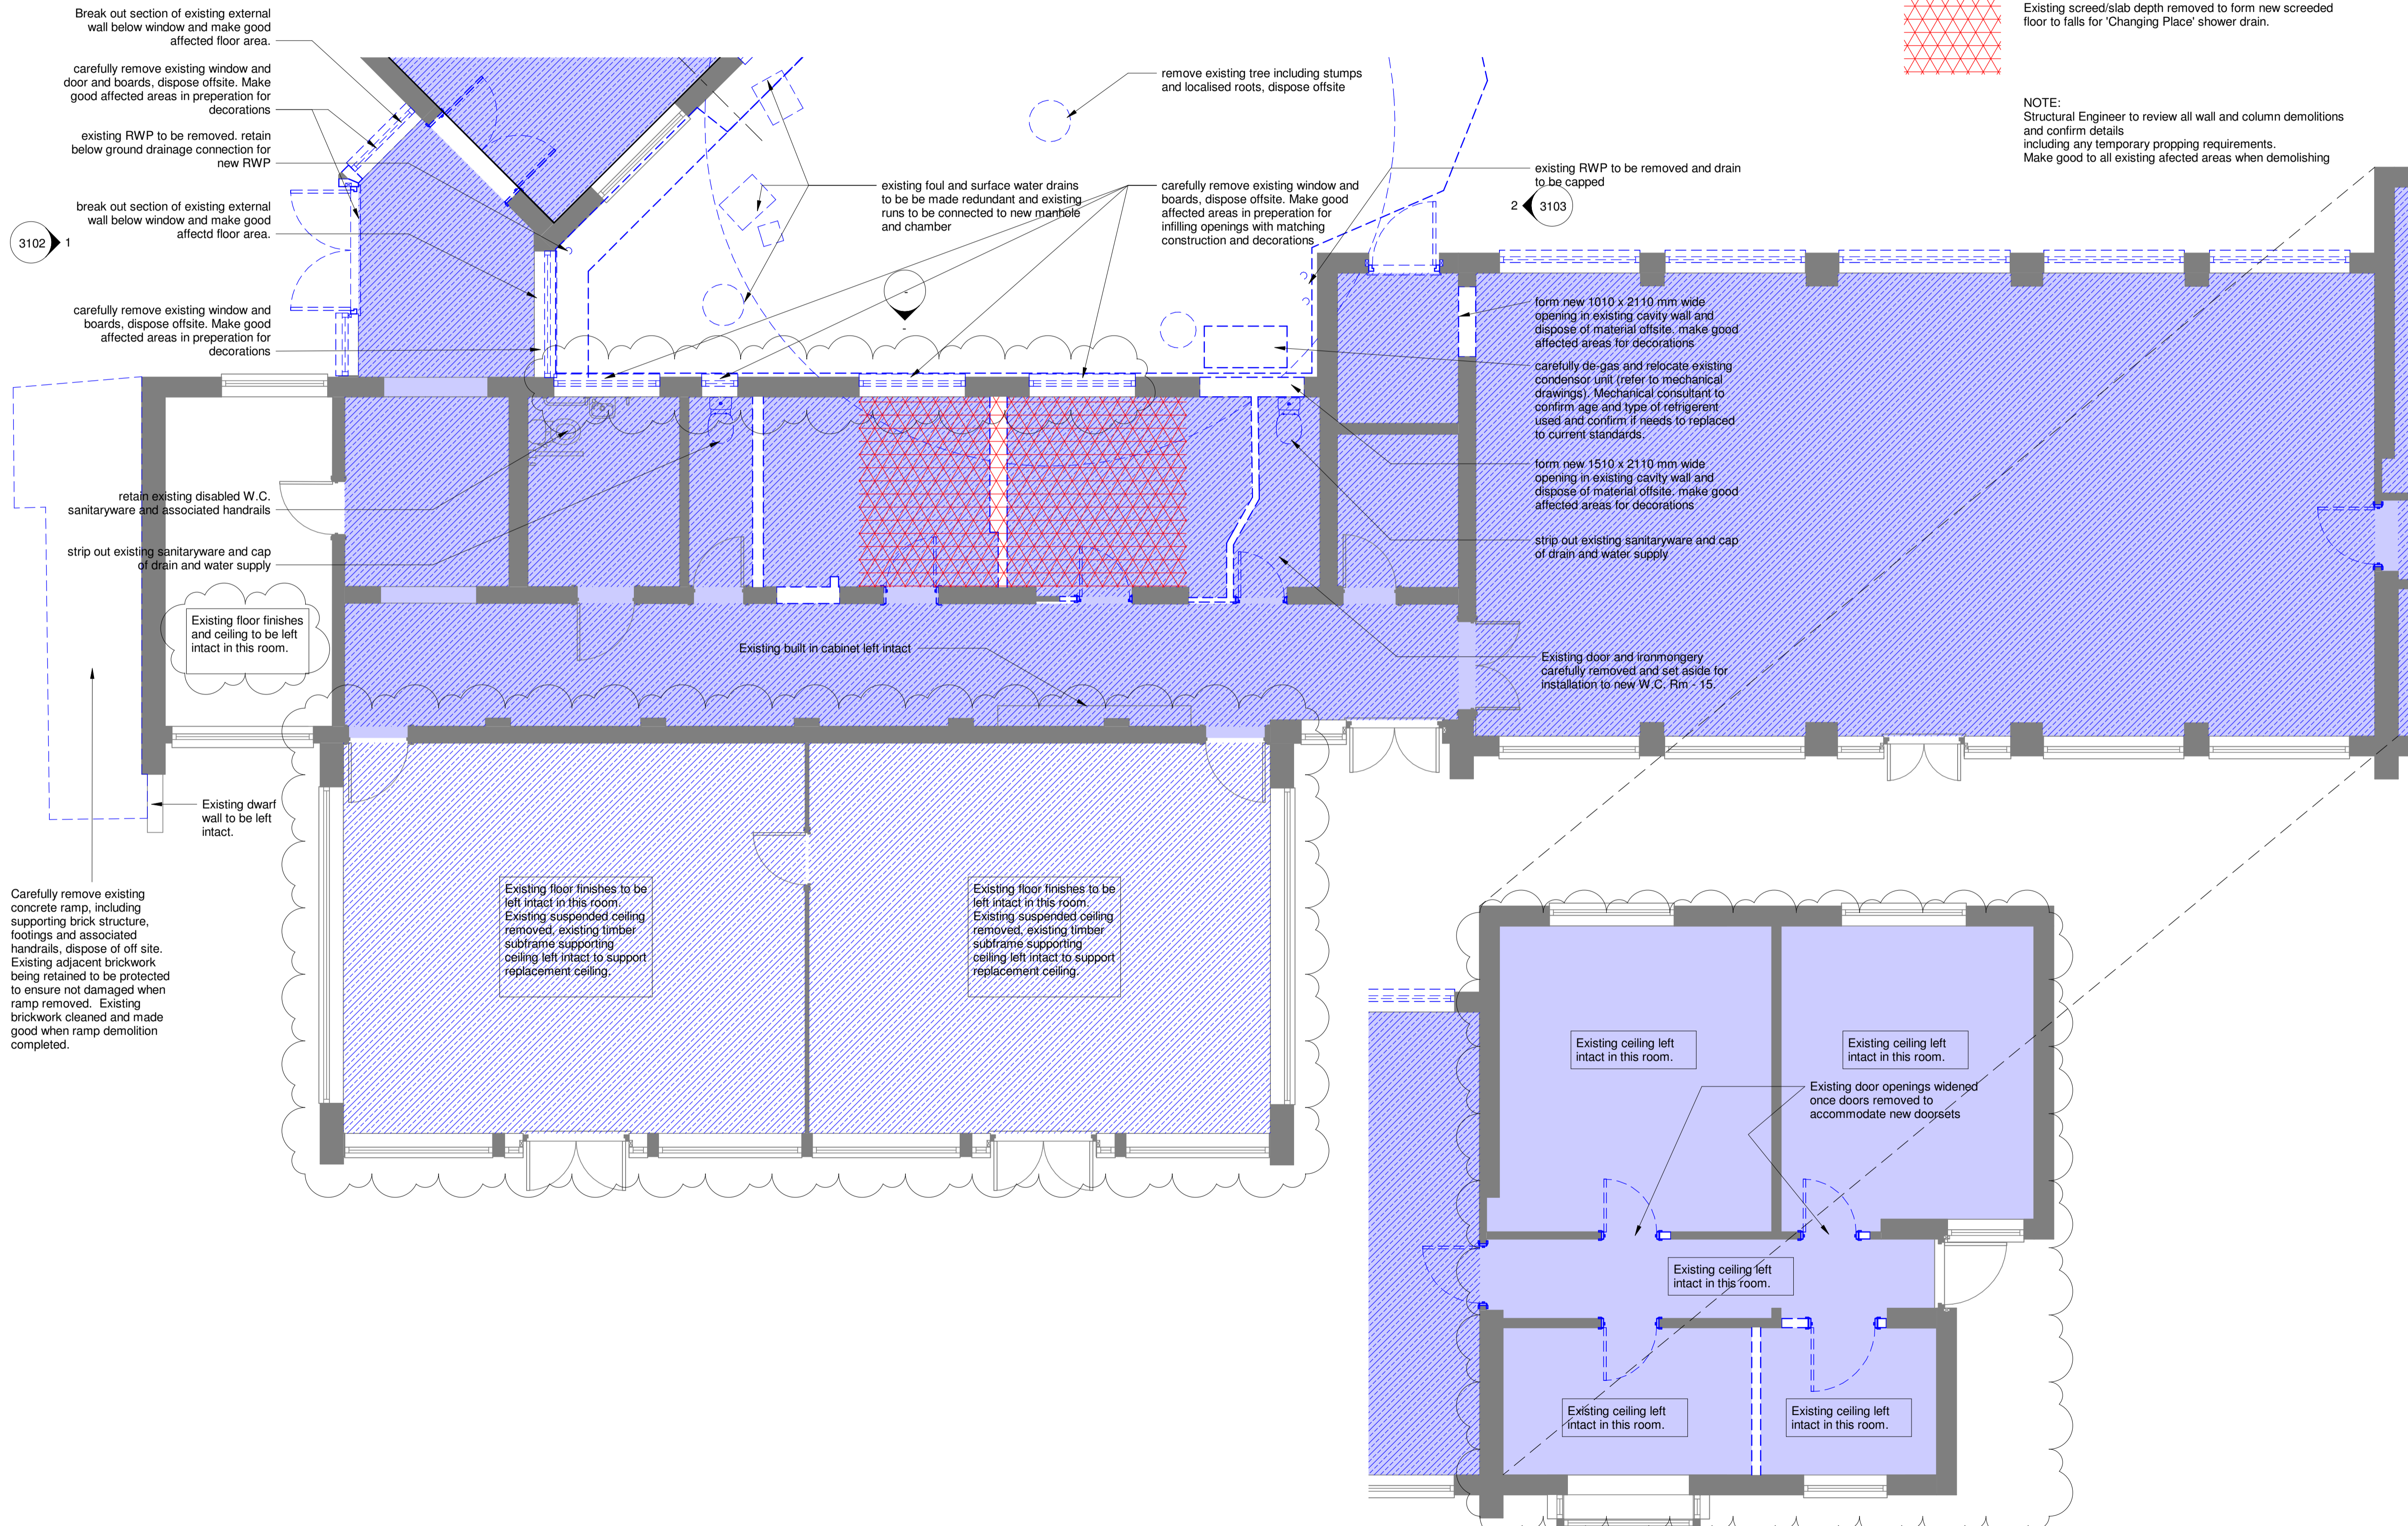 Break out section of existing external
wall below window and make good
affected floor area.
carefully remove existing window and
door and boards, dispose offsite. Make
good affected areas in preperation for
decorations
existing RWP to be removed. retain
below ground drainage connection for
new RWP
break out section of existing external
wall below window and make good
affectd floor area.
3102
1
carefully remove existing window and
boards, dispose offsite. Make good
affected areas in preperation for
decorations
retain existing disabled W.C.
sanitaryware and associated handrails
strip out existing sanitaryware and cap
of drain and water supply
Existing floor finishes
and ceiling to be left
intact in this room.
Existing dwarf
wall to be left
intact.
Carefully remove existing
concrete ramp, including
supporting brick structure,
footings and associated
handrails, dispose of off site.
Existing adjacent brickwork
being retained to be protected
to ensure not damaged when
ramp removed.  Existing
brickwork cleaned and made
good when ramp demolition
completed.
existing foul and surface water drains
to be be made redundant and existing
runs to be connected to new manhole
and chamber
-
-
remove existing tree including stumps
and localised roots, dispose offsite
carefully remove existing window and
boards, dispose offsite. Make good
affected areas in preperation for
infilling openings with matching
construction and decorations
existing RWP to be removed and drain
to be capped
2
3103
form new 1010 x 2110 mm wide
opening in existing cavity wall and
dispose of material offsite. make good
affected areas for decorations
carefully de-gas and relocate existing
condensor unit (refer to mechanical
drawings). Mechanical consultant to
confirm age and type of refrigerent
used and confirm if needs to replaced
to current standards.
form new 1510 x 2110 mm wide
opening in existing cavity wall and
dispose of material offsite. make good
affected areas for decorations
strip out existing sanitaryware and cap
of drain and water supply
Existing door and ironmongery
carefully removed and set aside for
installation to new W.C. Rm - 15.
Existing built in cabinet left intact
Existing floor finishes to be
left intact in this room.
Existing suspended ceiling
removed, existing timber
subframe supporting
ceiling left intact to support
replacement ceiling.
Existing floor finishes to be
left intact in this room.
Existing suspended ceiling
removed, existing timber
subframe supporting
ceiling left intact to support
replacement ceiling.
Existing screed/slab depth removed to form new screeded
floor to falls for 'Changing Place' shower drain.
NOTE:
Structural Engineer to review all wall and column demolitions
and confirm details
including any temporary propping requirements.
Make good to all existing afected areas when demolishing
Existing ceiling left
intact in this room.
Existing ceiling left
intact in this room.
Existing door openings widened
once doors removed to
accommodate new doorsets
Existing ceiling left
intact in this room.
Existing ceiling left
intact in this room.
Existing ceiling left
intact in this room.